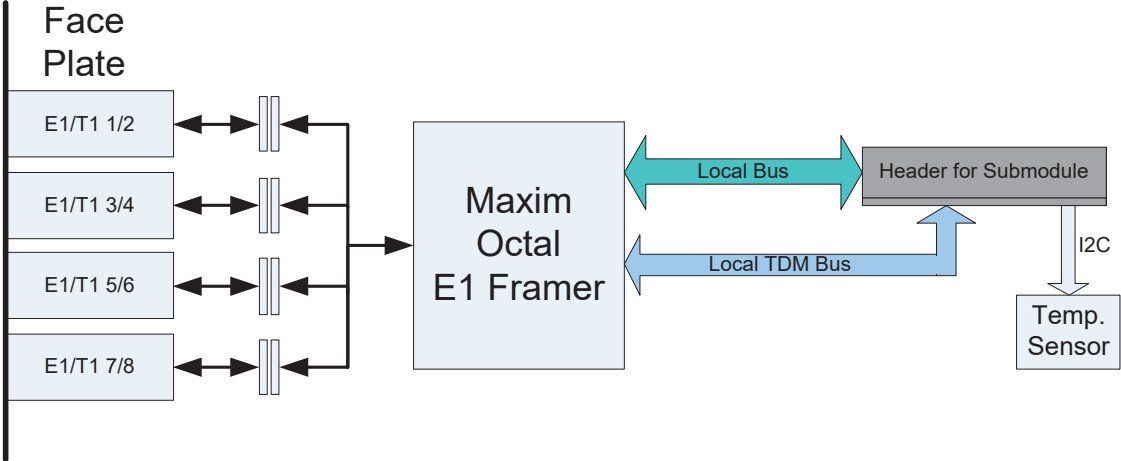 Face
Plate
E1/T1 1/2
E1/T1 3/4
E1/T1 5/6
E1/T1 7/8
Maxim
Octal
E1 Framer
Local Bus
Local TDM Bus
Header for Submodule
I2C
Temp.
Sensor